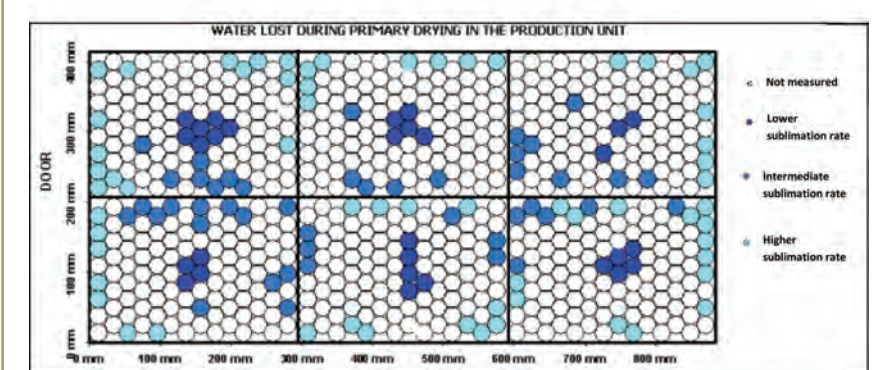 WATER LOST DURING PRIMARY DRYING IN THE PRODUCTION UNIT
DOOR
400 mm
300 mm
200 mm
100 mm
0 mm
0 mm 100 mm 200 mm 300 mm 400 mm 500 mm 600 mm 700 mm 800 mm
Not measured
Lower
sublimation rate
Intermediate
sublimation rate
Higher
sublimation rate